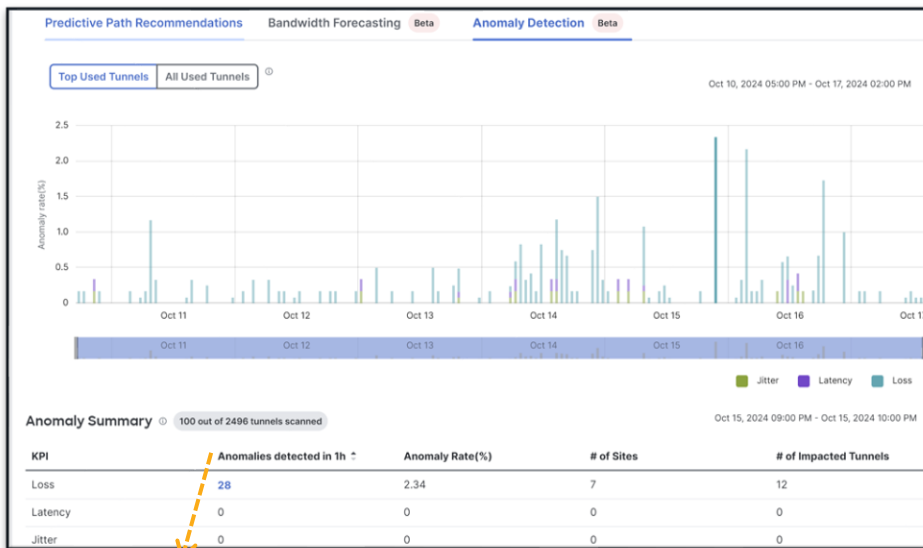 Predictive Path Recommendations Bandwidth Forecasting Beta Anomaly Detection Beta
Top Used Tunnels All Used Tunnels
Oct 10, 2024 05:00 PM - Oct 17, 2024 02:00 PM
2.5
2.0
1.5
1.0
0.5
0
Anomaly rate(%)
Oct 11 Oct 12 Oct 13 Oct 14 Oct 15 Oct 16
Oct 11 Oct 12 Oct 13 Oct 14 Oct 15 Oct 16
Jitter Latency Loss
Anomaly Summary 100 out of 2496 tunnels scanned
Oct 15, 2024 09:00 PM - Oct 15, 2024 10:00 PM
KPI Anomalies detected in 1h Anomaly Rate(%) # of Sites # of Impacted Tunnels
Loss 28 2.34 7 12
Latency 0 0 0 0
Jitter 0 0 0 0